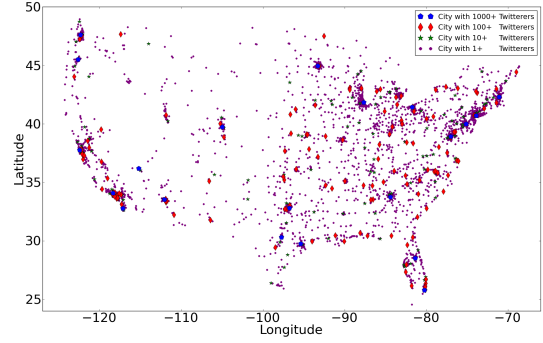 50
45
40
35
30
25
Latitude
City with 1000+ Twitterers
City with 100+ Twitterers
City with 10+ Twitterers
City with 1+ Twitterers
−120 −110 −100 −90 −80 −70
Longitude